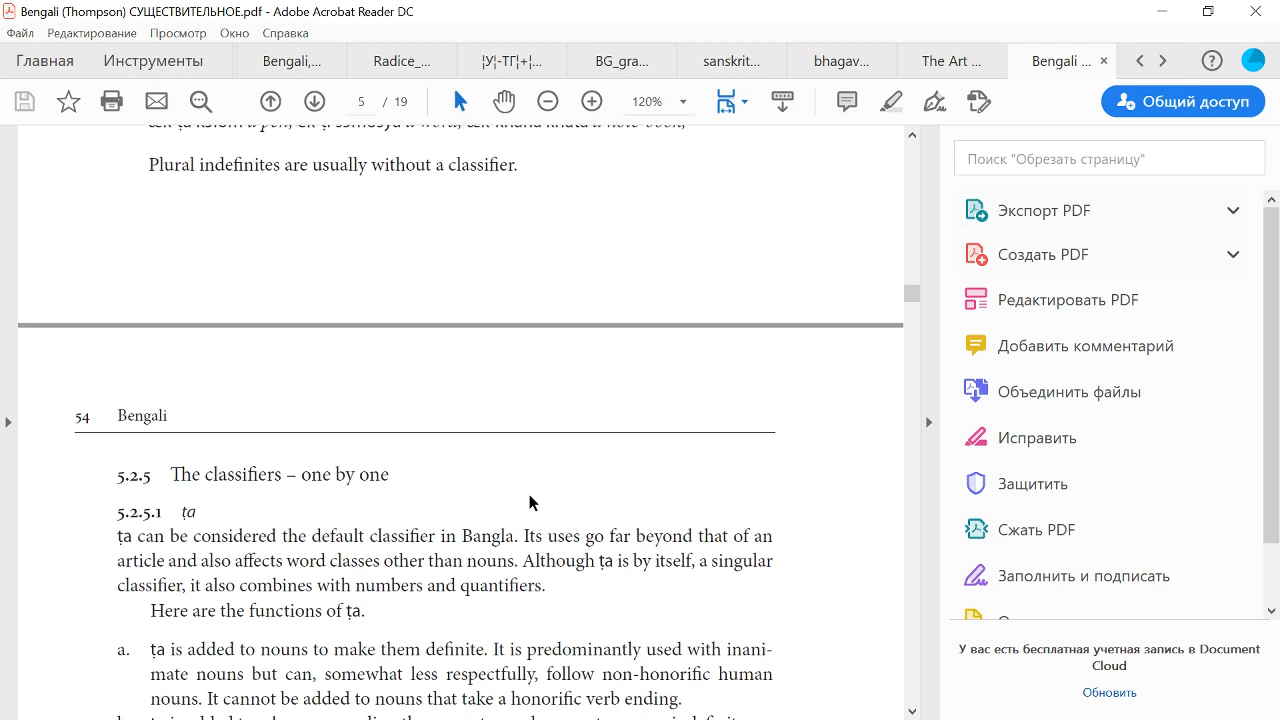 Bengali (Thompson) СУЩЕСТВИТЕЛЬНОЕ.pdf - Adobe Acrobat Reader DC
Файл Редактирование Просмотр Окно Справка
Главная Инструменты Bengali,... Radice_... ¦У¦-ТГ¦+¦... BG_gra... sanskrit... bhagav... The Art ... Bengali ...
5 / 19 120% Общий доступ
Plural indefinites are usually without a classifier.
54 Bengali
5.2.5 The classifiers – one by one
5.2.5.1 ṭa
ṭa can be considered the default classifier in Bangla. Its uses go far beyond that of an
article and also affects word classes other than nouns. Although ṭa is by itself, a singular
classifier, it also combines with numbers and quantifiers.
Here are the functions of ṭa.
a. ṭa is added to nouns to make them definite. It is predominantly used with inani-
mate nouns but can, somewhat less respectfully, follow non-honorific human
nouns. It cannot be added to nouns that take a honorific verb ending.
Поиск "Обрезать страницу"
Экспорт PDF
Создать PDF
Редактировать PDF
Добавить комментарий
Объединить файлы
Исправить
Защитить
Сжать PDF
Заполнить и подписать
У вас есть бесплатная учетная запись в Document
Cloud
Обновить